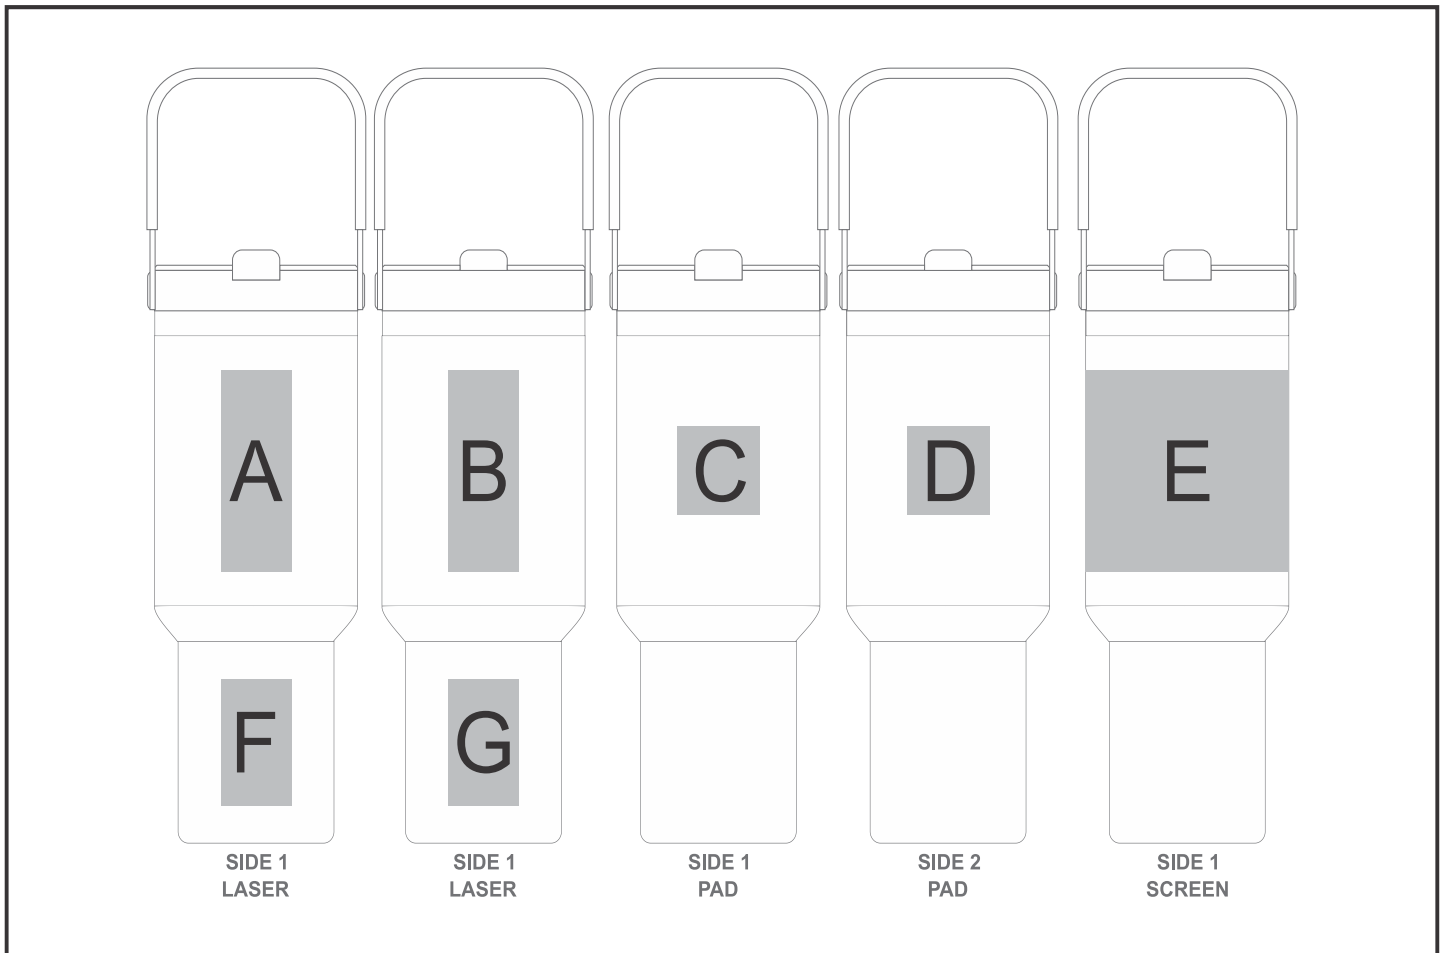 A
B
C
D
E
F
G
SIDE 1
LASER
SIDE 1
LASER
SIDE 1
PAD
SIDE 2
PAD
SIDE 1
SCREEN